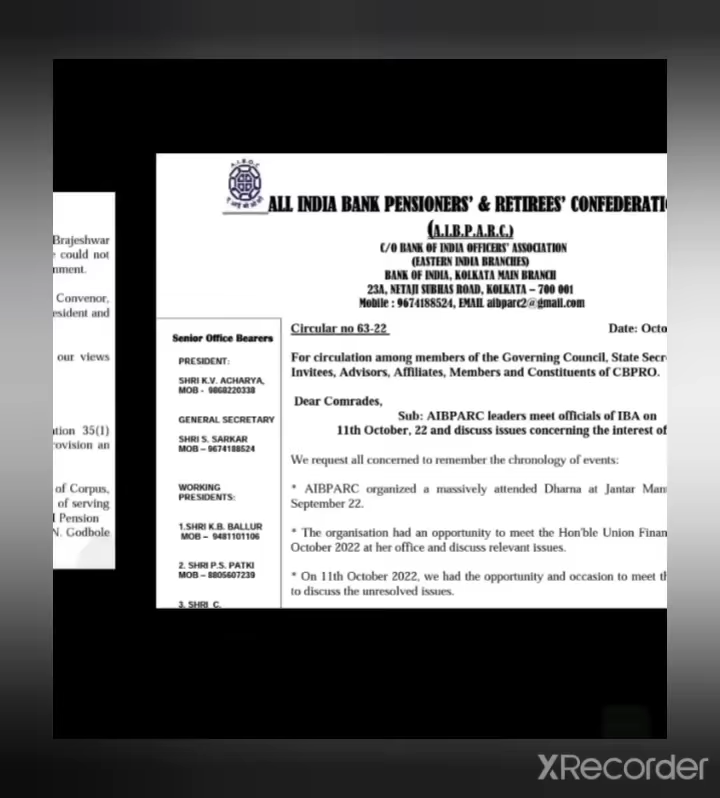 Brajeshwar
could not
nment.
Convenor,
esident and
our views
tion 35(1)
ovision an
of Corpus,
of serving
Pension
N. Godbole
A.I.B.O.C
ALL INDIA BANK PENSIONERS' & RETIREES' CONFEDERATI
(A.I.B.P.A.R.C.)
C/O BANK OF INDIA OFFICERS' ASSOCIATION
(EASTERN INDIA BRANCHES)
BANK OF INDIA, KOLKATA MAIN BRANCH
23A, NETAJI SUBHAS ROAD, KOLKATA – 700 001
Mobile : 9674188524, EMAIL aibparc2@gmail.com
Senior Office Bearers
PRESIDENT:
SHRI K.V. ACHARYA,
MOB - 9868220338
GENERAL SECRETARY
SHRI S. SARKAR
MOB – 9674188524
WORKING
PRESIDENTS:
1.SHRI K.B. BALLUR
MOB – 9481101106
2. SHRI P.S. PATKI
MOB – 8805607239
3. SHRI C.
Circular no 63-22 Date: Octo
For circulation among members of the Governing Council, State Secr
Invitees, Advisors, Affiliates, Members and Constituents of CBPRO.
Dear Comrades,
Sub: AIBPARC leaders meet officials of IBA on
11th October, 22 and discuss issues concerning the interest of
We request all concerned to remember the chronology of events:
* AIBPARC organized a massively attended Dharna at Jantar Man
September 22.
* The organisation had an opportunity to meet the Hon'ble Union Finan
October 2022 at her office and discuss relevant issues.
* On 11th October 2022, we had the opportunity and occasion to meet th
to discuss the unresolved issues.
XRecorder